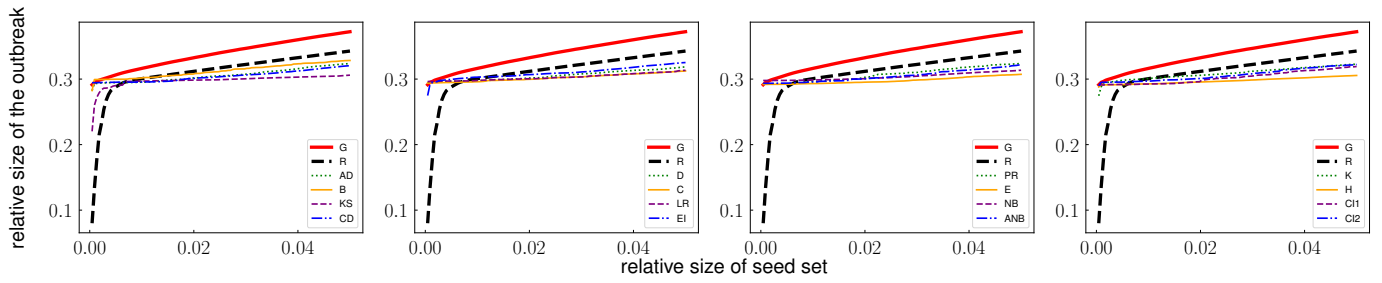 relative size of the outbreak
0.3
0.2
0.1
0.00 0.02 0.04
G
R
AD
B
KS
CD
0.3
0.2
0.1
0.00 0.02 0.04
G
R
D
C
LR
EI
0.3
0.2
0.1
0.00 0.02 0.04
G
R
PR
E
NB
ANB
0.3
0.2
0.1
0.00 0.02 0.04
G
R
K
H
CI1
CI2
relative size of seed set